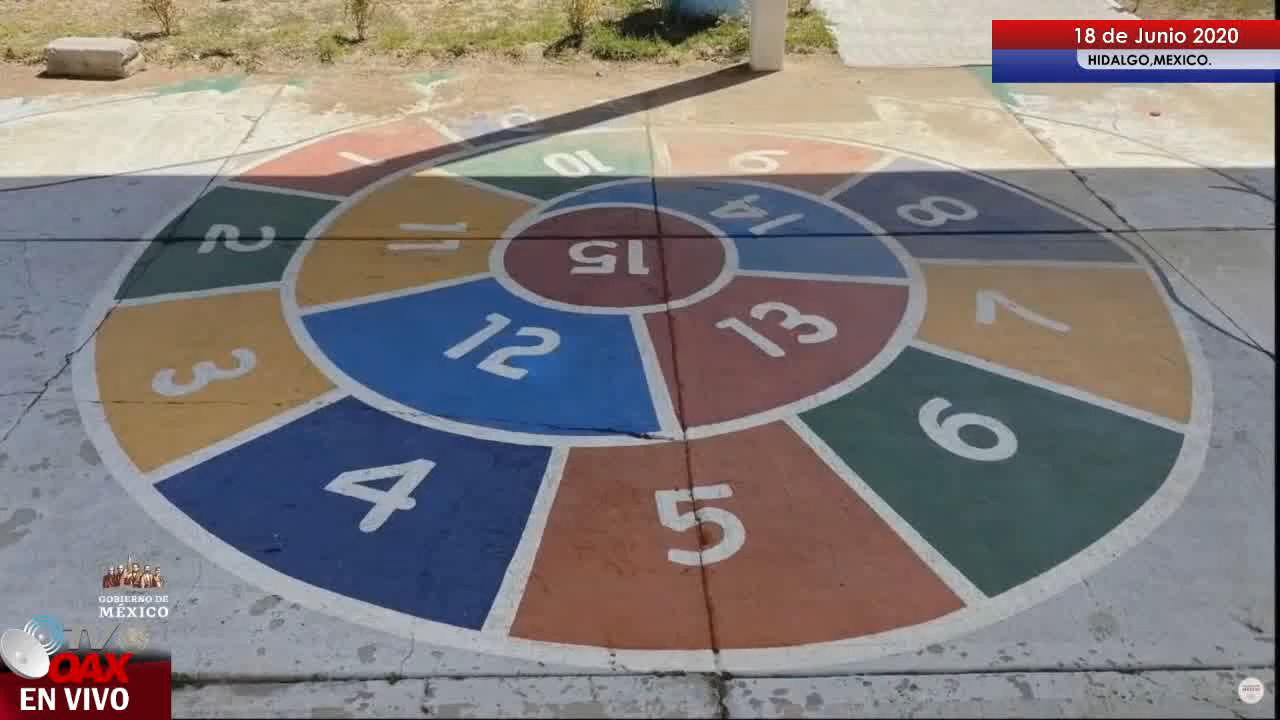 18 de Junio 2020
HIDALGO,MEXICO.
1
10
9
2
11
14
8
15
7
3
12
13
6
4
5
GOBIERNO DE
MÉXICO
OAX
EN VIVO